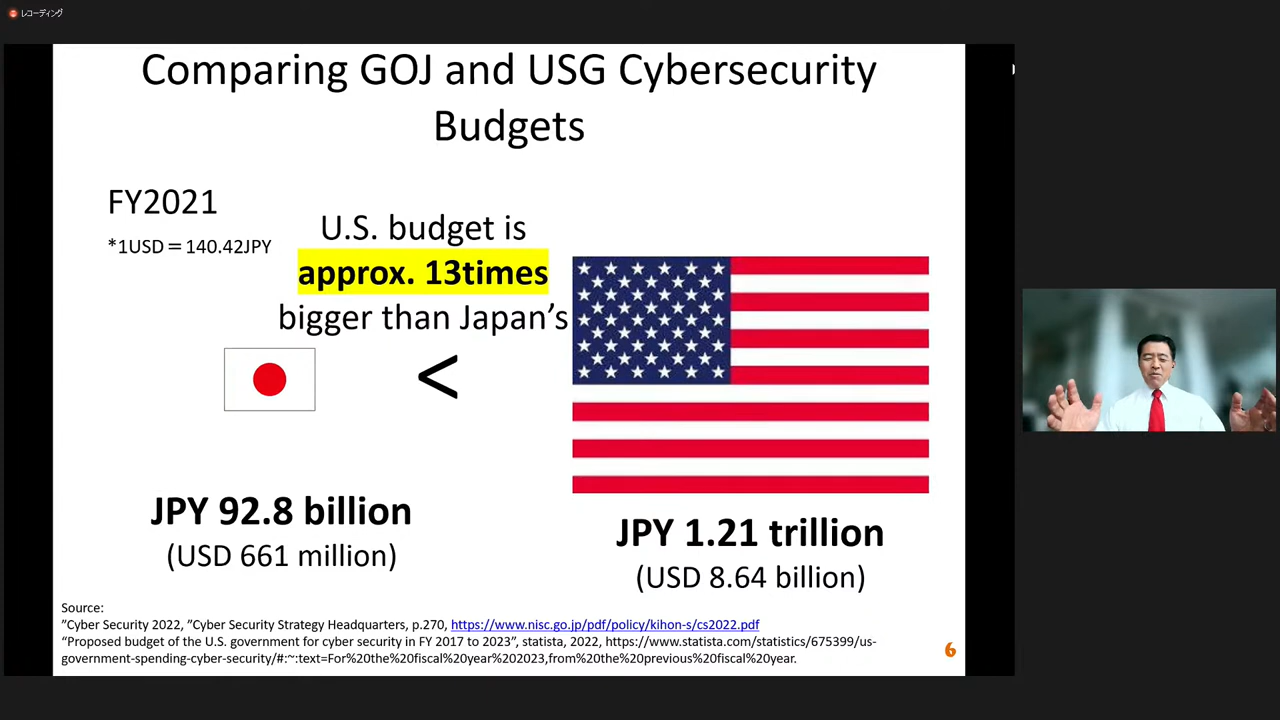 レコーディング
Comparing GOJ and USG Cybersecurity
Budgets
FY2021
*1USD＝140.42JPY
U.S. budget is
approx. 13times
bigger than Japan’s
<
JPY 92.8 billion
(USD 661 million)
JPY 1.21 trillion
(USD 8.64 billion)
Source:
”Cyber Security 2022, ”Cyber Security Strategy Headquarters, p.270, https://www.nisc.go.jp/pdf/policy/kihon-s/cs2022.pdf
“Proposed budget of the U.S. government for cyber security in FY 2017 to 2023”, statista, 2022, https://www.statista.com/statistics/675399/us-
government-spending-cyber-security/#:~:text=For%20the%20fiscal%20year%202023,from%20the%20previous%20fiscal%20year.
6